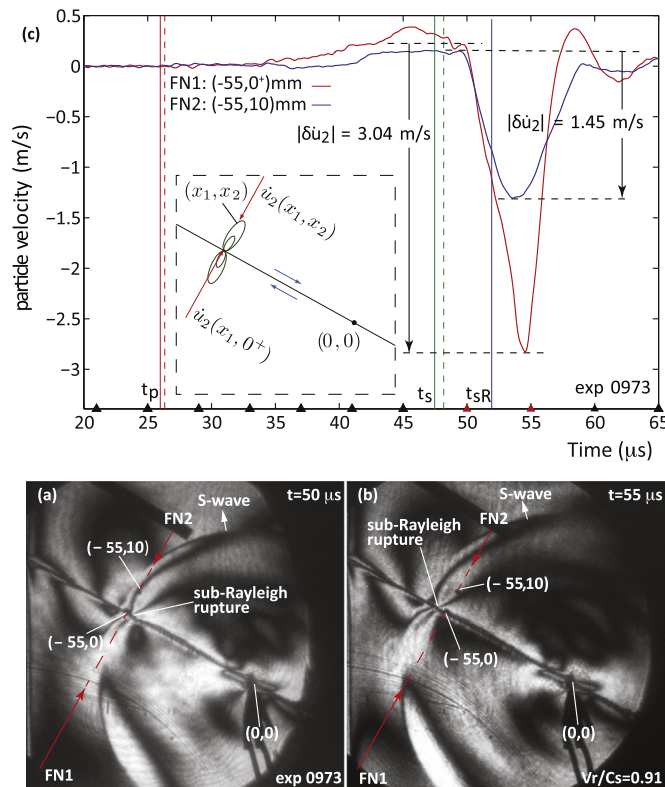 (c)
0.5
0
−0.5
−1
−1.5
−2
−2.5
−3
particle velocity (m/s)
FN1: (-55,0⁺)mm
FN2: (-55,10)mm
|δu̇₂| = 3.04 m/s
|δu̇₂| = 1.45 m/s
(x₁, x₂)
u̇₂(x₁, x₂)
u̇₂(x₁, 0⁺)
(0, 0)
tp
ts
tsR
exp 0973
20 25 30 35 40 45 50 55 60 65
Time (μs)
(a)
S-wave
t=50 μs
FN2
(− 55,10)
sub-Rayleigh
rupture
(− 55,0)
(0,0)
FN1
exp 0973
(b)
S-wave
t=55 μs
FN2
sub-Rayleigh
rupture
(− 55,10)
(− 55,0)
(0,0)
FN1
Vr/Cs=0.91